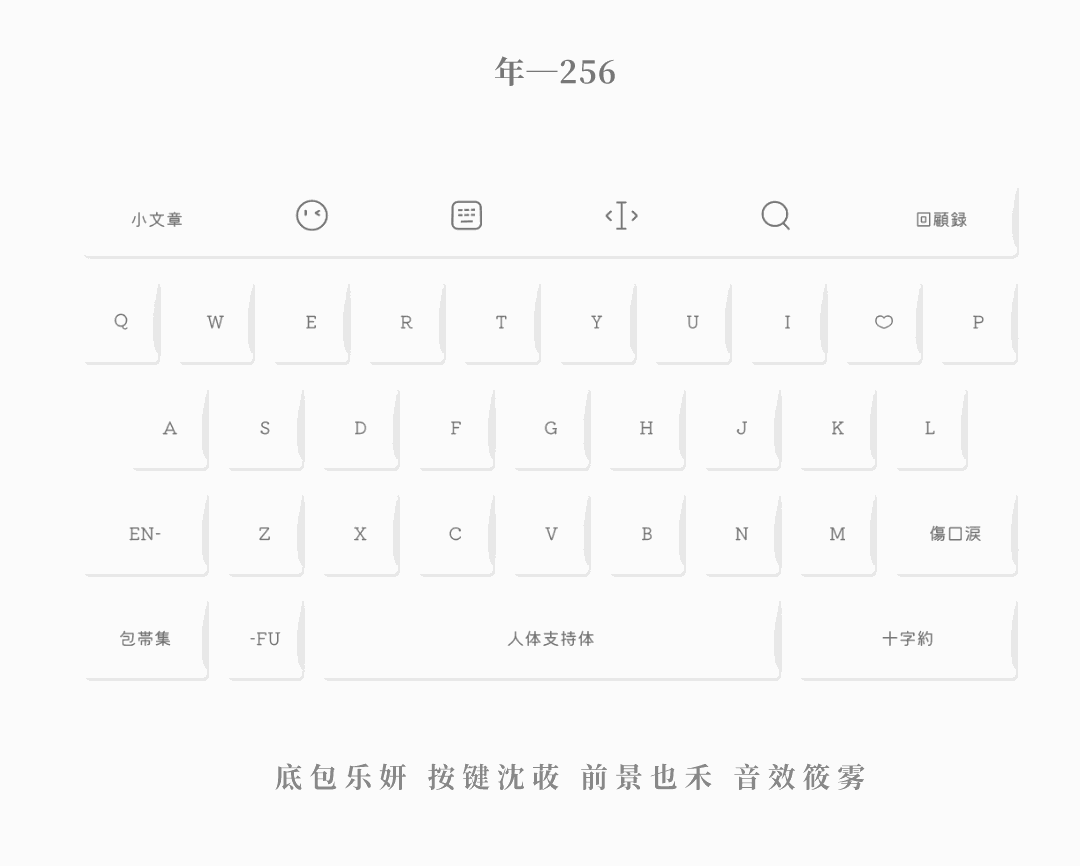 年—256
小文章 回顧録
Q W E R T Y U I P
A S D F G H J K L
EN- Z X C V B N M 傷口涙
包帯集 -FU 人体支持体 十字約
底包乐妍 按键沈荍 前景也禾 音效筱雾